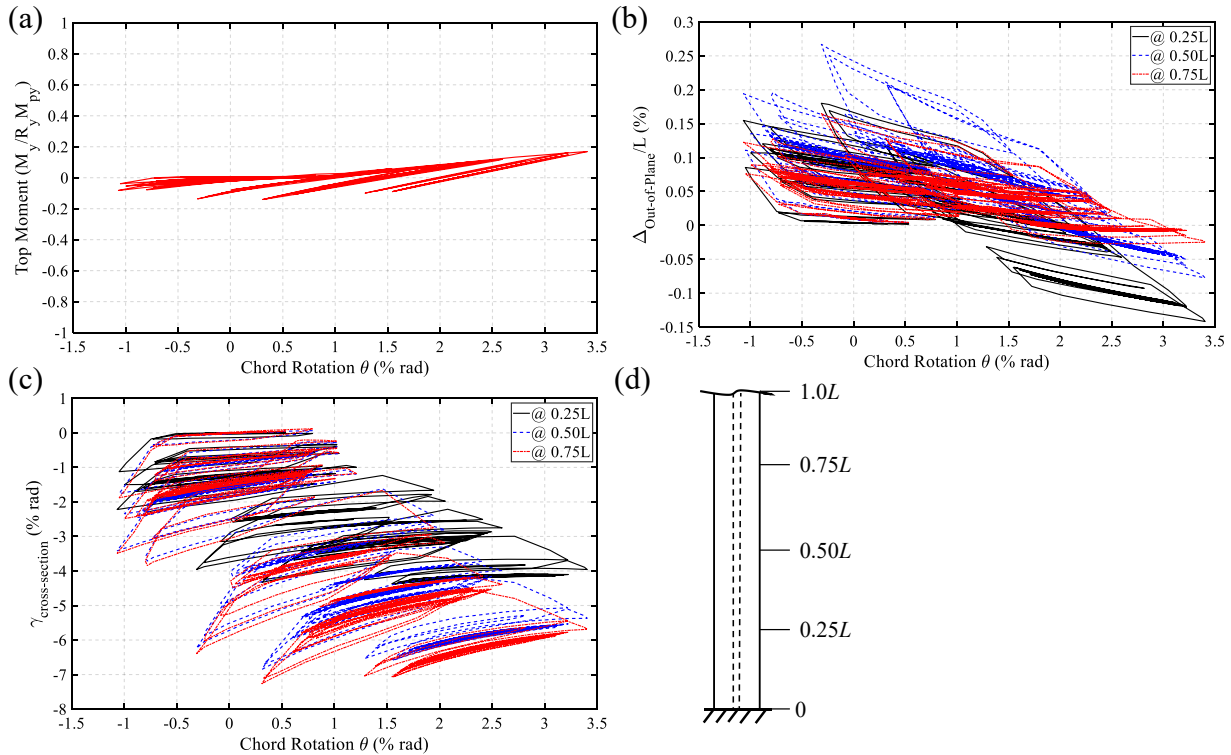 (a)
1
0.8
0.6
0.4
0.2
0
-0.2
-0.4
-0.6
-0.8
-1
Top Moment (M_y/R_yM_py)
-1.5 -1 -0.5 0 0.5 1 1.5 2 2.5 3 3.5
Chord Rotation θ (% rad)
(b)
0.3
0.25
0.2
0.15
0.1
0.05
0
-0.05
-0.1
-0.15
Δ_Out-of-Plane/L (%)
@ 0.25L
@ 0.50L
@ 0.75L
-1.5 -1 -0.5 0 0.5 1 1.5 2 2.5 3 3.5
Chord Rotation θ (% rad)
(c)
1
0
-1
-2
-3
-4
-5
-6
-7
-8
γ_cross-section (% rad)
@ 0.25L
@ 0.50L
@ 0.75L
-1.5 -1 -0.5 0 0.5 1 1.5 2 2.5 3 3.5
Chord Rotation θ (% rad)
(d)
1.0L
0.75L
0.50L
0.25L
0